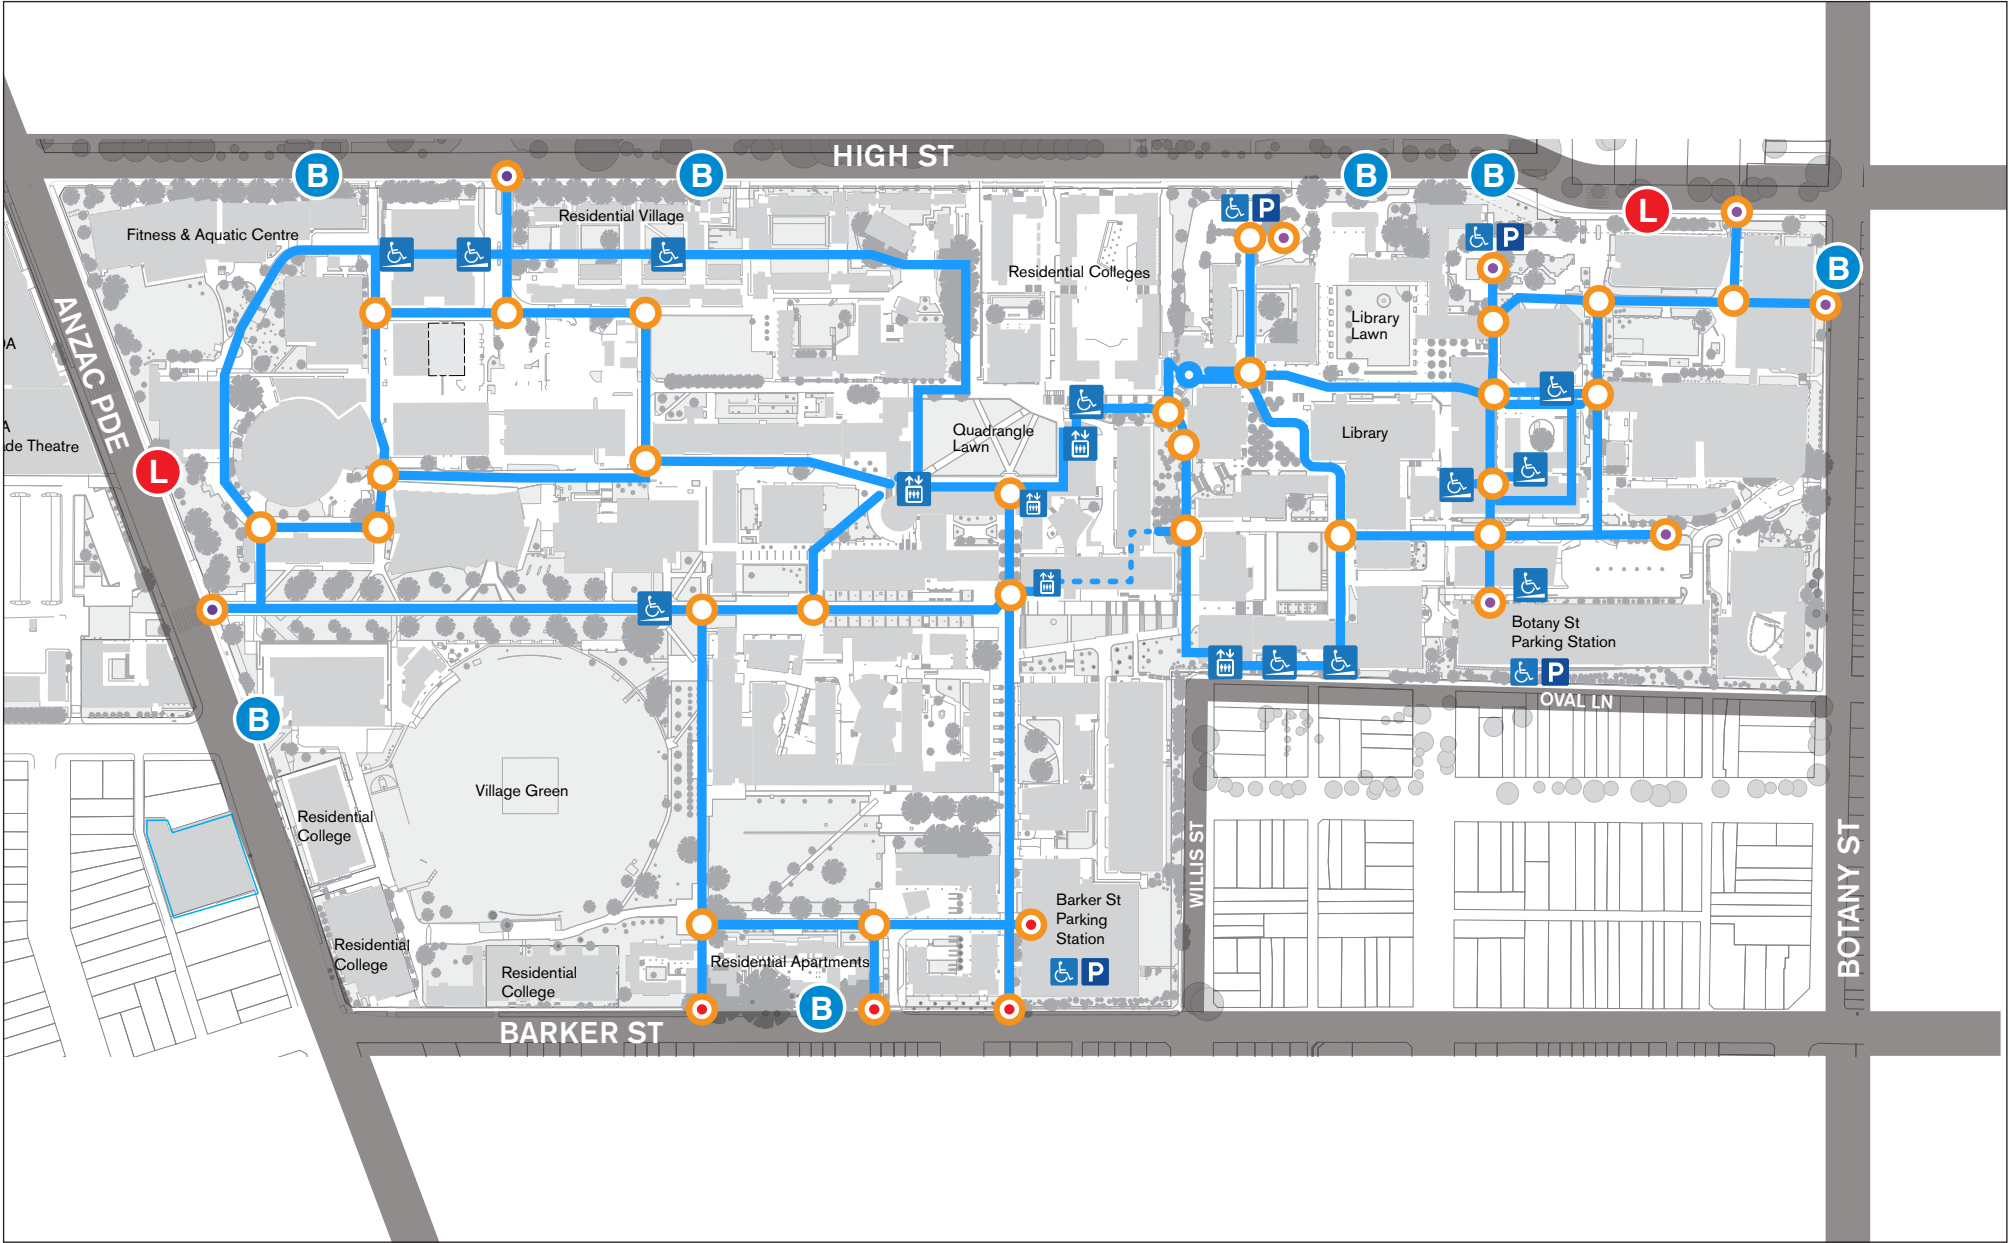 HIGH ST
B
B
B
B
P
L
P
Residential Village
Fitness & Aquatic Centre
B
Residential Colleges
ANZAC PDE
Library
Lawn
Quadrangle
Lawn
Library
de Theatre
L
Botany St
Parking Station
P
OVAL LN
B
Village Green
Residential
College
WILLIS ST
BOTANY ST
Barker St
Parking
Station
P
Residential
College
Residential Apartments
Residential
College
B
BARKER ST